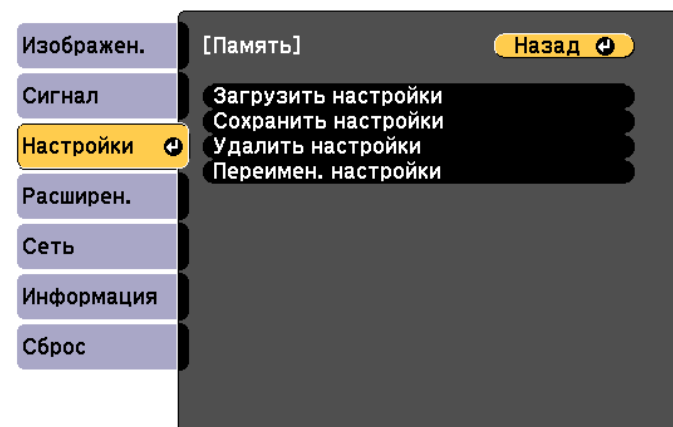 Изображен.
Сигнал
Настройки
Расширен.
Сеть
Информация
Сброс
[Память]
Назад
Загрузить настройки
Сохранить настройки
Удалить настройки
Переимен. настройки